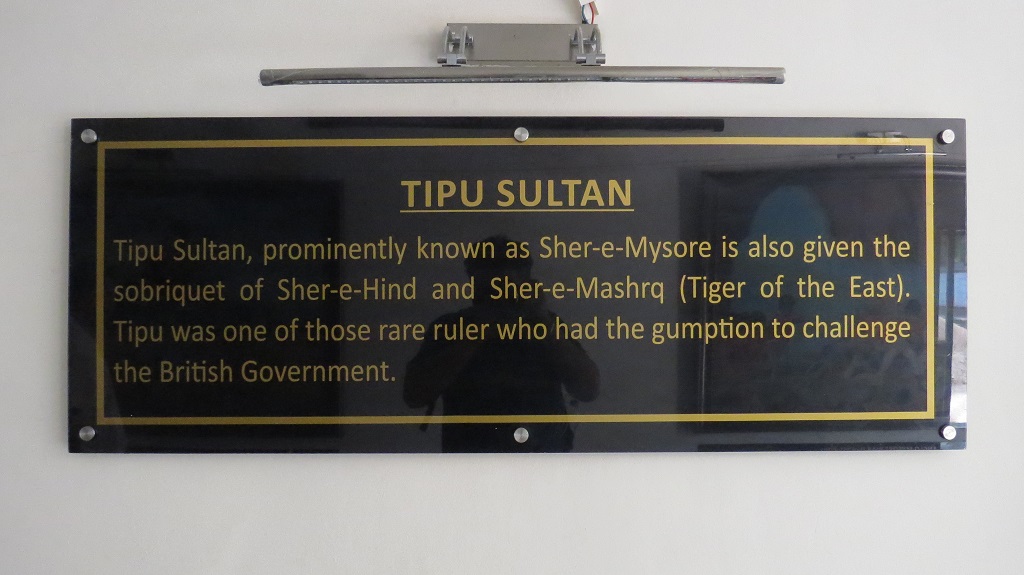 TIPU SULTAN
Tipu Sultan, prominently known as Sher-e-Mysore is also given the
sobriquet of Sher-e-Hind and Sher-e-Mashrq (Tiger of the East).
Tipu was one of those rare ruler who had the gumption to challenge
the British Government.